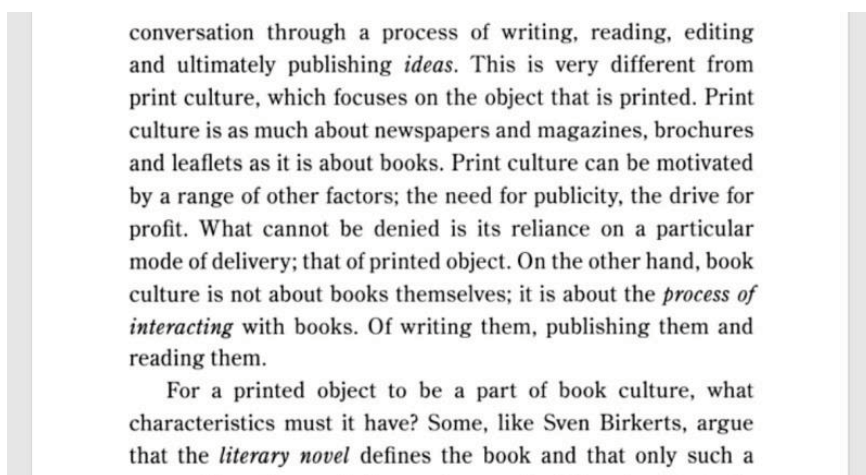 conversation through a process of writing, reading, editing
and ultimately publishing ideas. This is very different from
print culture, which focuses on the object that is printed. Print
culture is as much about newspapers and magazines, brochures
and leaflets as it is about books. Print culture can be motivated
by a range of other factors; the need for publicity, the drive for
profit. What cannot be denied is its reliance on a particular
mode of delivery; that of printed object. On the other hand, book
culture is not about books themselves; it is about the process of
interacting with books. Of writing them, publishing them and
reading them.
For a printed object to be a part of book culture, what
characteristics must it have? Some, like Sven Birkerts, argue
that the literary novel defines the book and that only such a